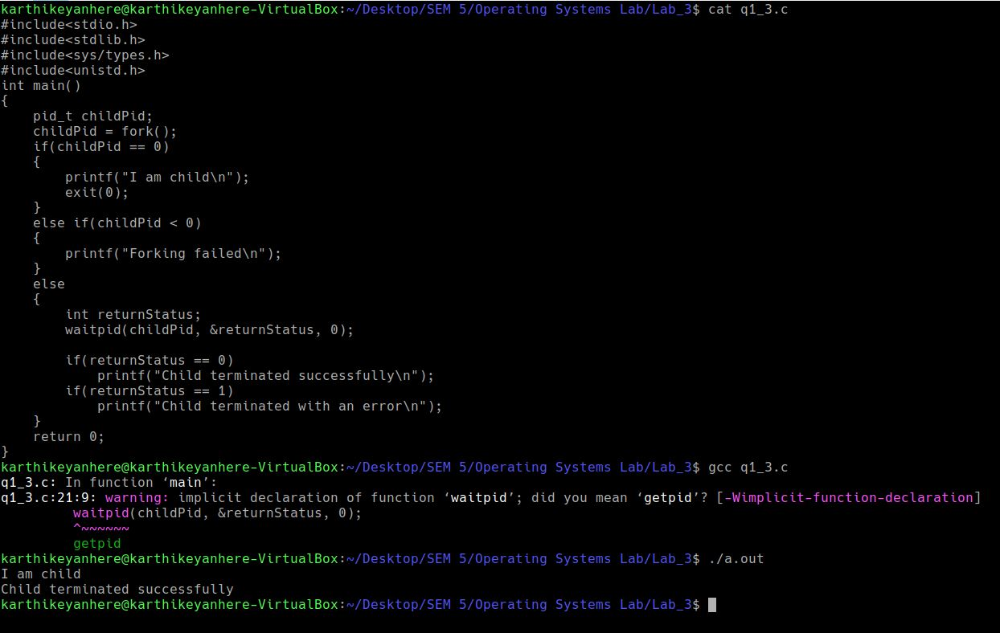 karthikeyanhere@karthikeyanhere-VirtualBox:~/Desktop/SEM 5/Operating Systems Lab/Lab_3$ cat q1_3.c
#include<stdio.h>
#include<stdlib.h>
#include<sys/types.h>
#include<unistd.h>
int main()
{
    pid_t childPid;
    childPid = fork();
    if(childPid == 0)
    {
        printf("I am child\n");
        exit(0);
    }
    else if(childPid < 0)
    {
        printf("Forking failed\n");
    }
    else
    {
        int returnStatus;
        waitpid(childPid, &returnStatus, 0);

        if(returnStatus == 0)
            printf("Child terminated successfully\n");
        if(returnStatus == 1)
            printf("Child terminated with an error\n");
    }
    return 0;
}
karthikeyanhere@karthikeyanhere-VirtualBox:~/Desktop/SEM 5/Operating Systems Lab/Lab_3$ gcc q1_3.c
q1_3.c: In function ‘main’:
q1_3.c:21:9: warning: implicit declaration of function ‘waitpid’; did you mean ‘getpid’? [-Wimplicit-function-declaration]
         waitpid(childPid, &returnStatus, 0);
         ^~~~~~~
         getpid
karthikeyanhere@karthikeyanhere-VirtualBox:~/Desktop/SEM 5/Operating Systems Lab/Lab_3$ ./a.out
I am child
Child terminated successfully
karthikeyanhere@karthikeyanhere-VirtualBox:~/Desktop/SEM 5/Operating Systems Lab/Lab_3$